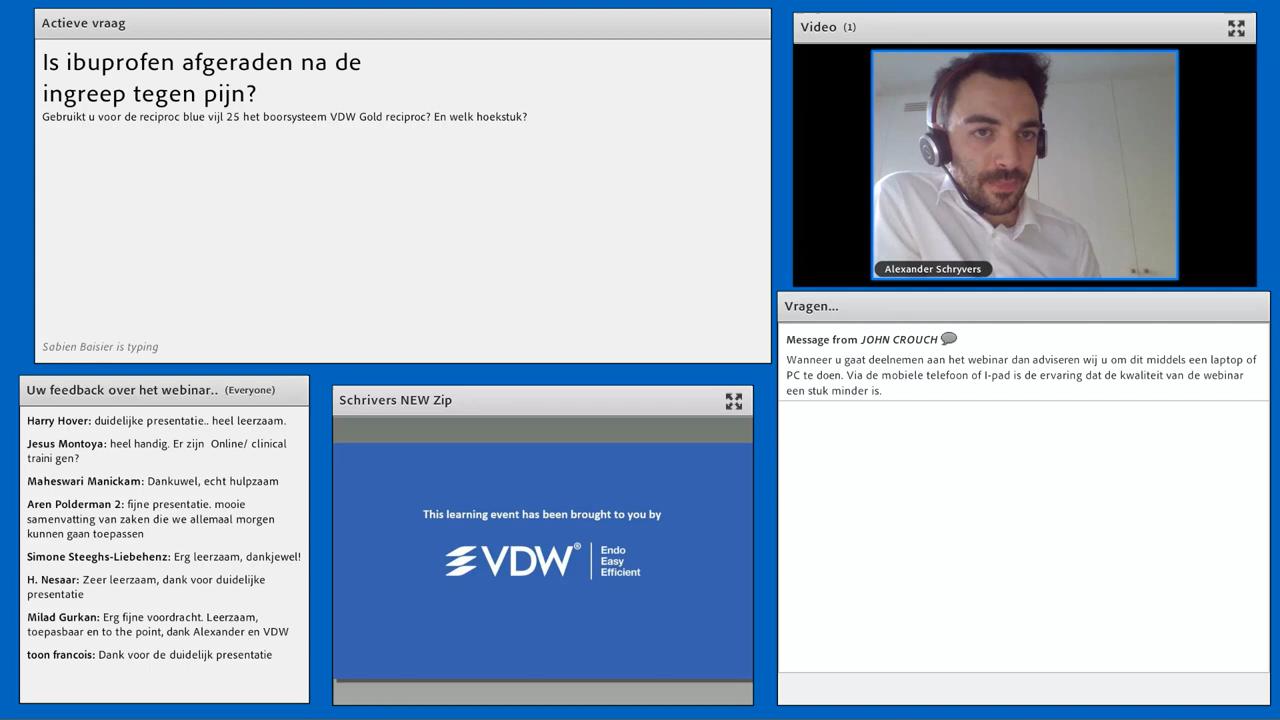 Actieve vraag
Is ibuprofen afgeraden na de
ingreep tegen pijn?
Gebruikt u voor de reciproc blue vijl 25 het boorsysteem VDW Gold reciproc? En welk hoekstuk?
Sabien Baisier is typing
Video (1)
Alexander Schryvers
Vragen...
Message from JOHN CROUCH
Wanneer u gaat deelnemen aan het webinar dan adviseren wij u om dit middels een laptop of
PC te doen. Via de mobiele telefoon of I-pad is de ervaring dat de kwaliteit van de webinar
een stuk minder is.
Uw feedback over het webinar.. (Everyone)
Harry Hover: duidelijke presentatie.. heel leerzaam.
Jesus Montoya: heel handig. Er zijn Online/ clinical
traini gen?
Maheswari Manickam: Dankuwel, echt hulpzaam
Aren Polderman 2: fijne presentatie. mooie
samenvatting van zaken die we allemaal morgen
kunnen gaan toepassen
Simone Steeghs-Liebehenz: Erg leerzaam, dankjewel!
H. Nesaar: Zeer leerzaam, dank voor duidelijke
presentatie
Milad Gurkan: Erg fijne voordracht. Leerzaam,
toepasbaar en to the point, dank Alexander en VDW
toon francois: Dank voor de duidelijk presentatie
Schrivers NEW Zip
This learning event has been brought to you by
VDW®
Endo
Easy
Efficient